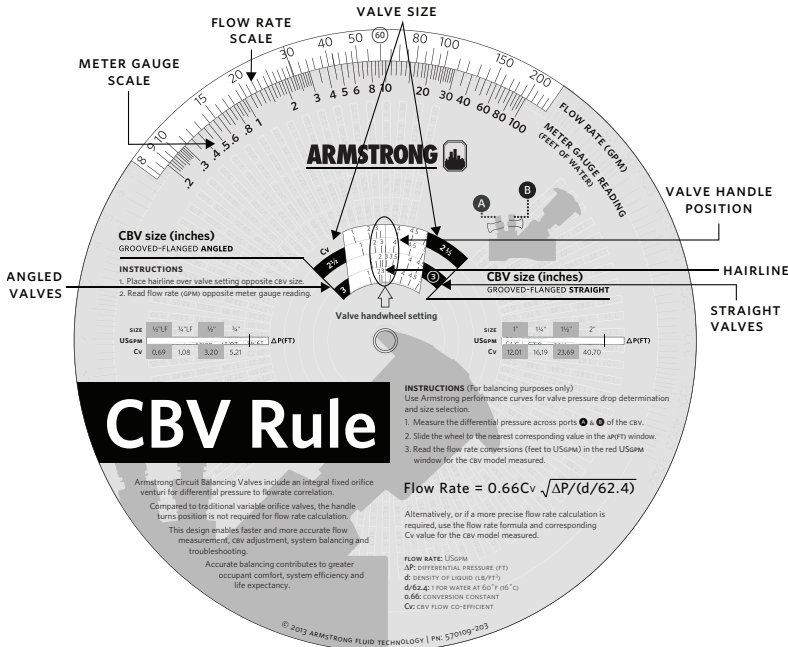 VALVE SIZE
FLOW RATE
SCALE
METER GAUGE
SCALE
8 9 10 15 20 30 40 50 60 80 100 150 200
.2 .3 .4 .5 .6 .8 1 2 3 4 5 6 8 10 20 30 40 60 80 100
FLOW RATE (GPM)
METER GAUGE READING
(FEET OF WATER)
ARMSTRONG
A B
VALVE HANDLE
POSITION
CBV size (inches)
GROOVED-FLANGED ANGLED
Cv
2½
3
2½
3
HAIRLINE
ANGLED
VALVES
INSTRUCTIONS
1. Place hairline over valve setting opposite CBV size.
2. Read flow rate (GPM) opposite meter gauge reading.
CBV size (inches)
GROOVED-FLANGED STRAIGHT
STRAIGHT
VALVES
Valve handwheel setting
SIZE ½"LF ¾"LF ½" ¾"
USGPM ΔP(FT)
Cv 0,69 1,08 3,20 5,21
SIZE 1" 1¼" 1½" 2"
USGPM ΔP(FT)
Cv 12,01 16,19 23,69 40,70
CBV Rule
INSTRUCTIONS (For balancing purposes only)
Use Armstrong performance curves for valve pressure drop determination
and size selection.
1. Measure the differential pressure across ports A & B of the CBV.
2. Slide the wheel to the nearest corresponding value in the ΔP(FT) window.
3. Read the flow rate conversions (feet to USGPM) in the red USGPM
window for the CBV model measured.
Armstrong Circuit Balancing Valves include an integral fixed orifice
venturi for differential pressure to flowrate correlation.
Compared to traditional variable orifice valves, the handle
turns position is not required for flow rate calculation.
This design enables faster and more accurate flow
measurement, CBV adjustment, system balancing and
troubleshooting.
Accurate balancing contributes to greater
occupant comfort, system efficiency and
life expectancy.
Flow Rate = 0.66Cv √ΔP/(d/62.4)
Alternatively, or if a more precise flow rate calculation is
required, use the flow rate formula and corresponding
Cv value for the CBV model measured.
FLOW RATE: USGPM
ΔP: DIFFERENTIAL PRESSURE (FT)
d: DENSITY OF LIQUID (LB/FT³)
d/62.4: 1 FOR WATER AT 60°F (16°C)
0.66: CONVERSION CONSTANT
Cv: CBV FLOW CO-EFFICIENT
© 2013 ARMSTRONG FLUID TECHNOLOGY | PN: 570109-203